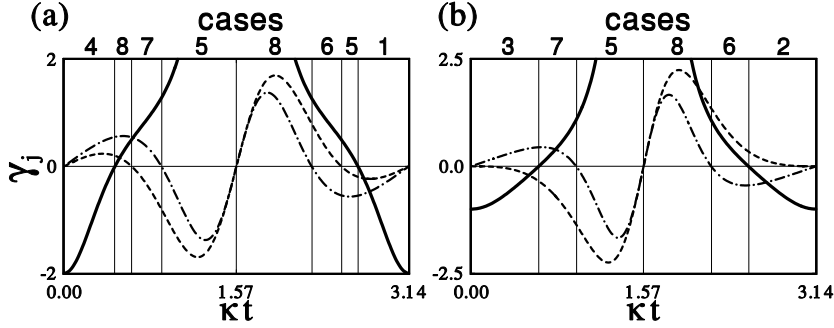 (a) cases
4 8 7 5 8 6 5 1
2
0
-2
γj
0.00 1.57 3.14
κt
(b) cases
3 7 5 8 6 2
2.5
0.0
-2.5
0.00 1.57 3.14
κt